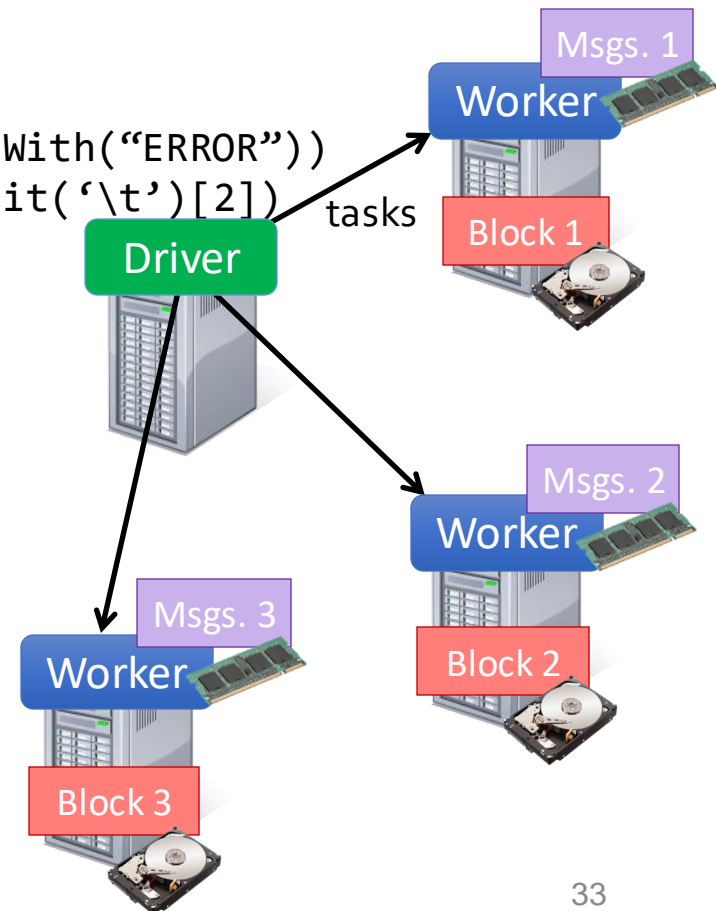 Msgs. 1
Worker
With(“ERROR”))
it(‘\t’)[2])
tasks
Block 1
Driver
Msgs. 2
Worker
Msgs. 3
Worker
Block 2
Block 3
33